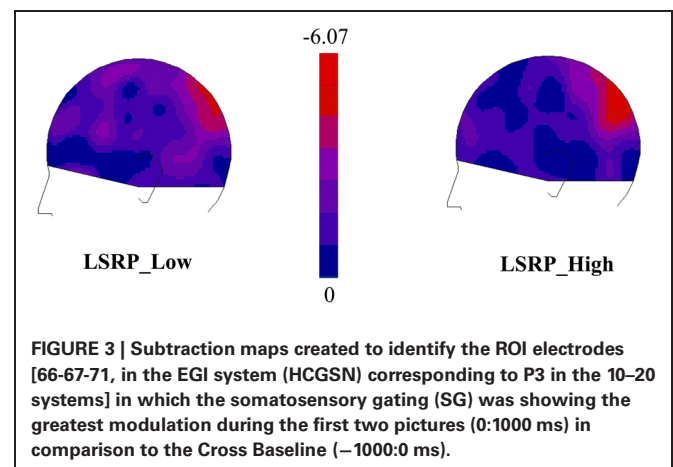 -6.07
LSRP_Low
LSRP_High
0
FIGURE 3 | Subtraction maps created to identify the ROI electrodes
[66-67-71, in the EGI system (HCGSN) corresponding to P3 in the 10–20
systems] in which the somatosensory gating (SG) was showing the
greatest modulation during the first two pictures (0:1000 ms) in
comparison to the Cross Baseline (−1000:0 ms).